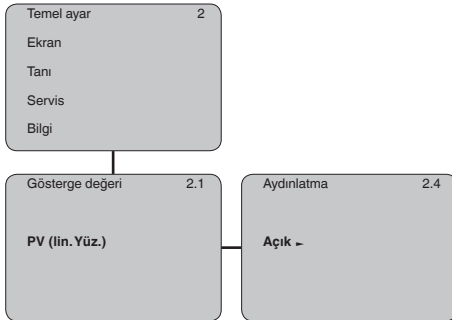 Temel ayar 2
Ekran
Tanı
Servis
Bilgi
Gösterge değeri 2.1
PV (lin. Yüz.)
Aydınlatma 2.4
Açık ►